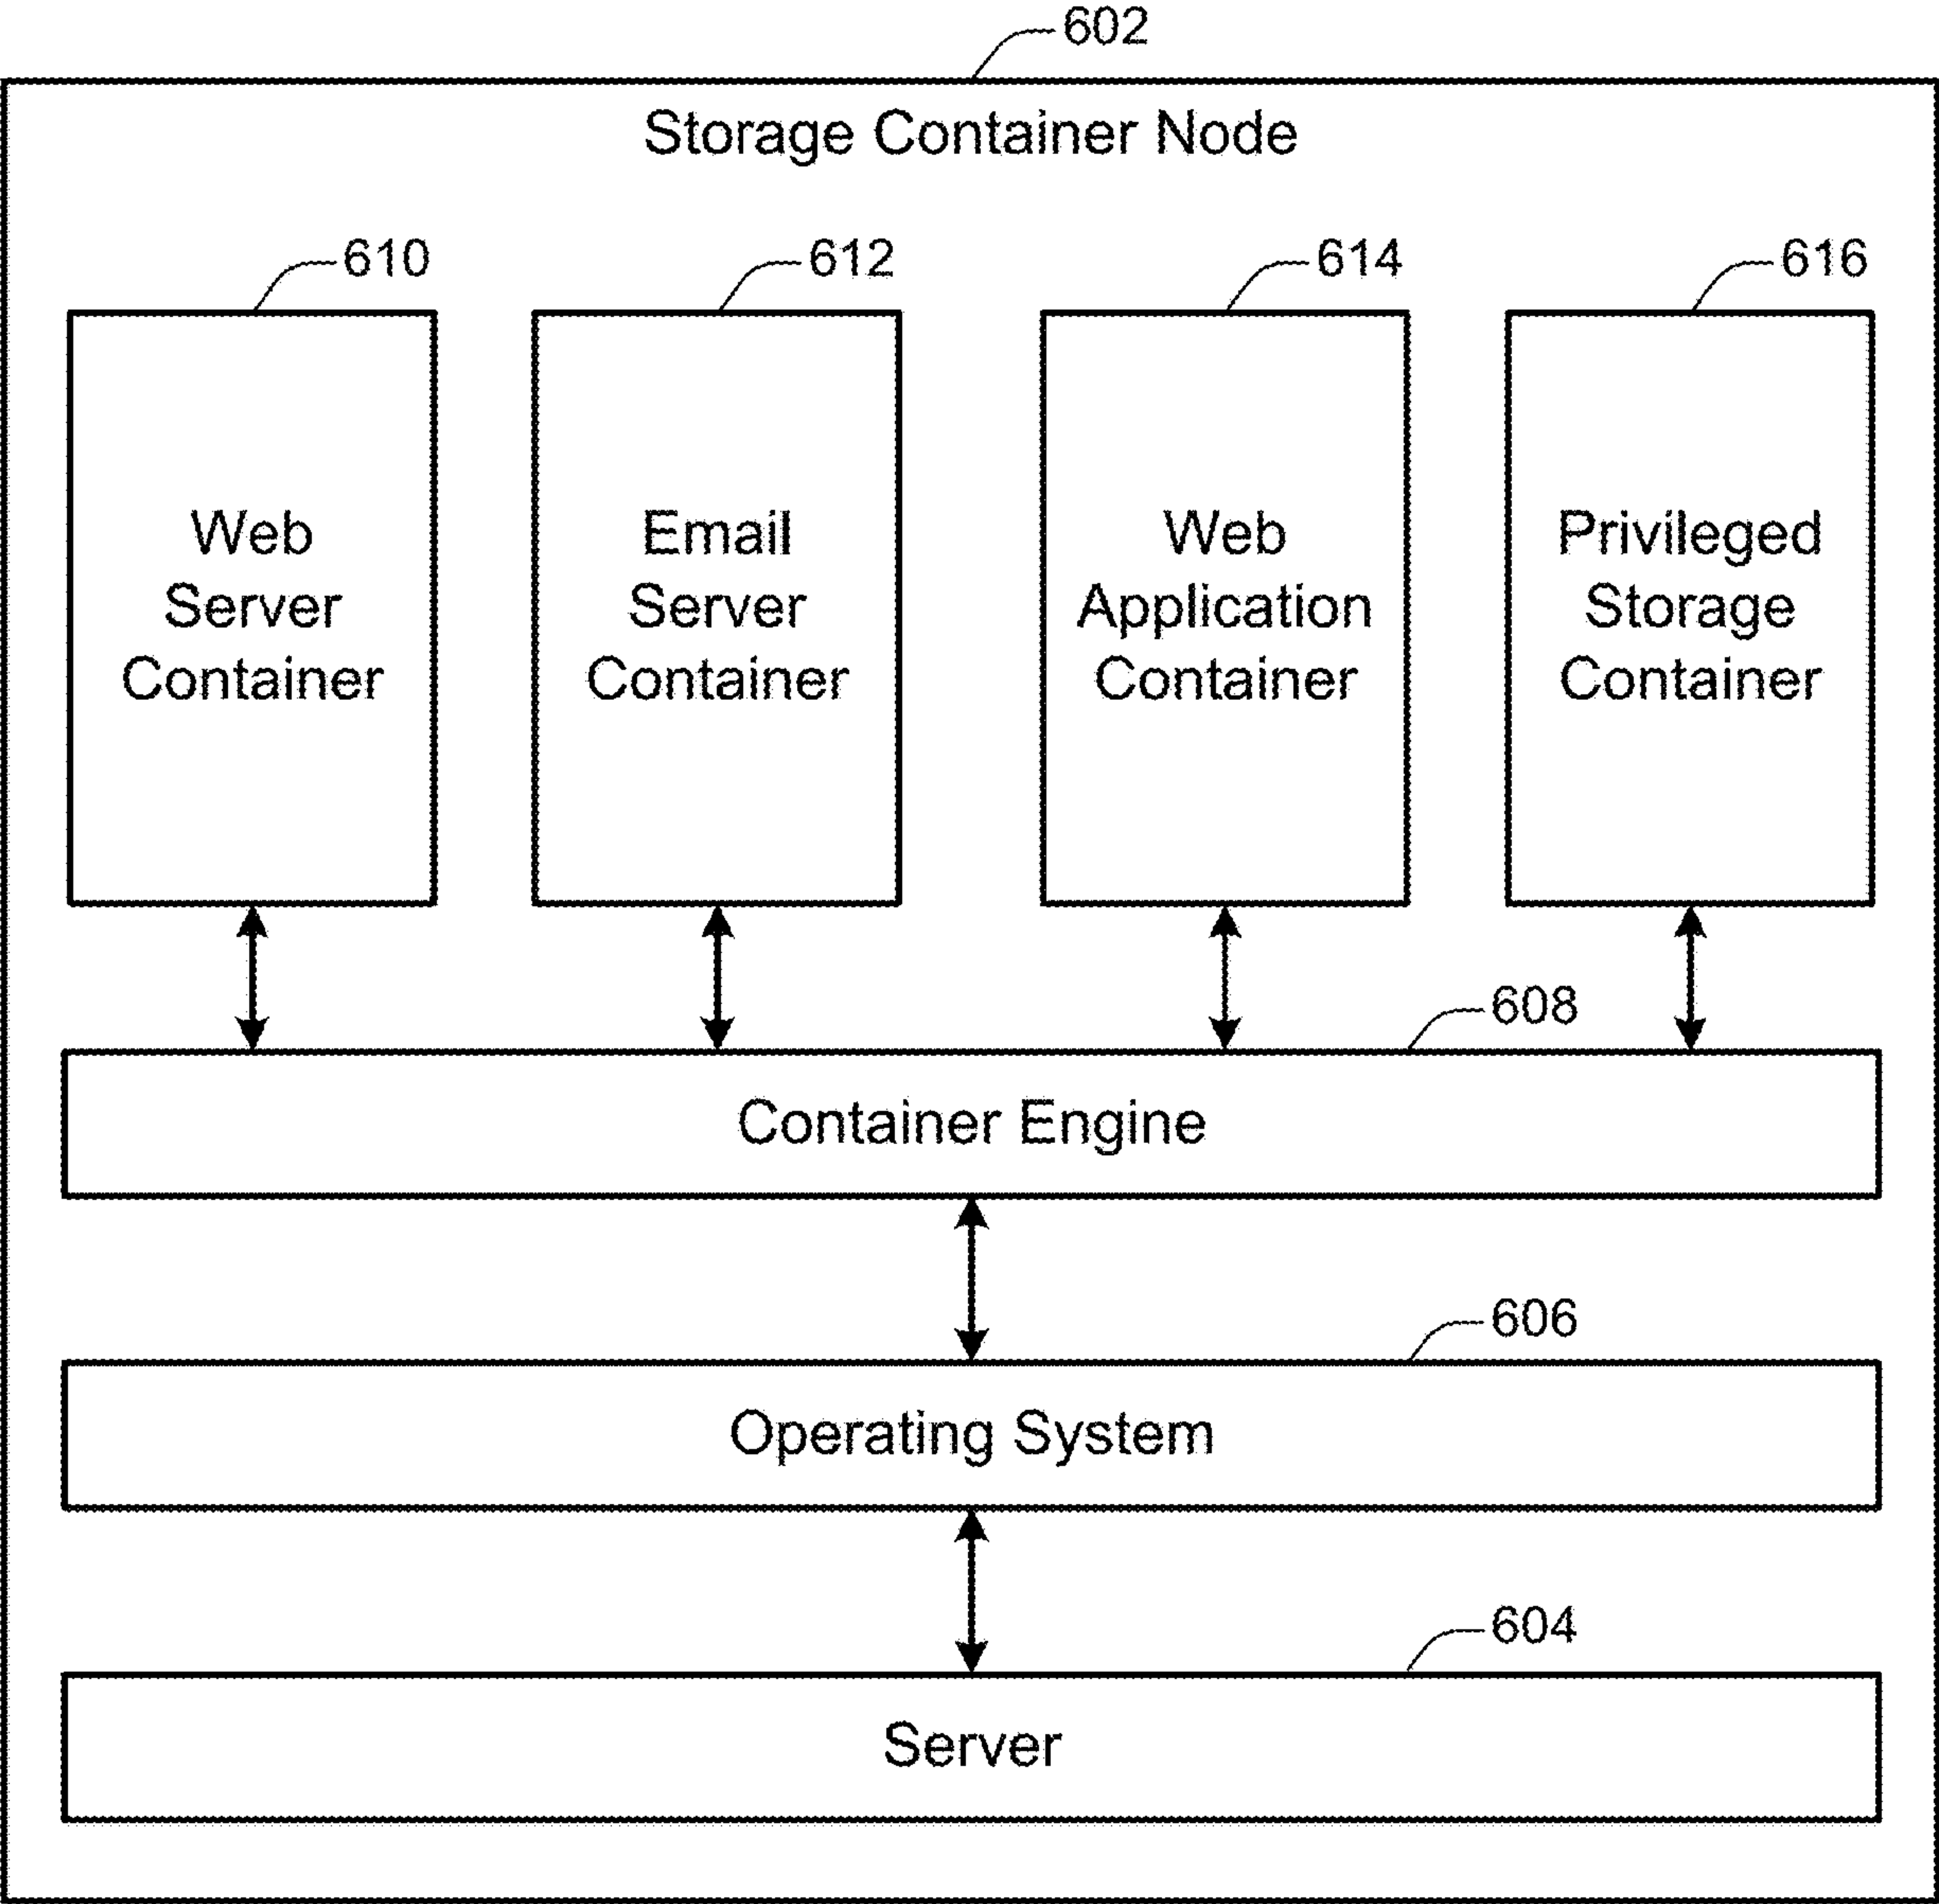 602
Storage Container Node
610
612
614
616
Web
Server
Container
Email
Server
Container
Web
Application
Container
Privileged
Storage
Container
608
Container Engine
606
Operating System
604
Server